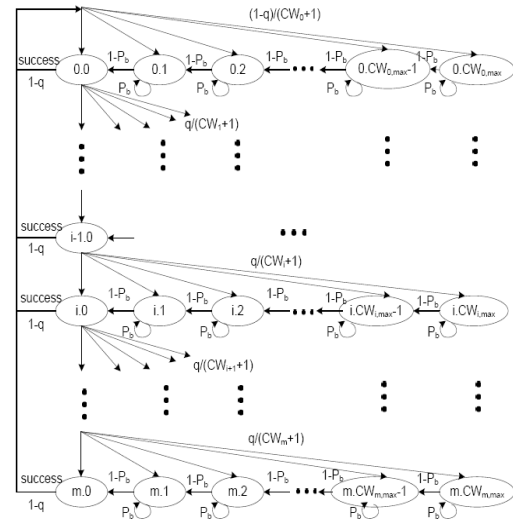 (1-q)/(CW0+1)
success 1-Pb 1-Pb 1-Pb 1-Pb 1-Pb
0.0 0.1 0.2 0.CW0,max-1 0.CW0,max
1-q Pb Pb Pb Pb
q/(CW1+1)
success
i-1.0
1-q
q/(CWi+1)
success 1-Pb 1-Pb 1-Pb 1-Pb 1-Pb
i.0 i.1 i.2 i.CWi,max-1 i.CWi,max
1-q Pb Pb Pb Pb
q/(CWi+1+1)
q/(CWm+1)
success 1-Pb 1-Pb 1-Pb 1-Pb 1-Pb
m.0 m.1 m.2 m.CWm,max-1 m.CWm,max
1-q Pb Pb Pb Pb